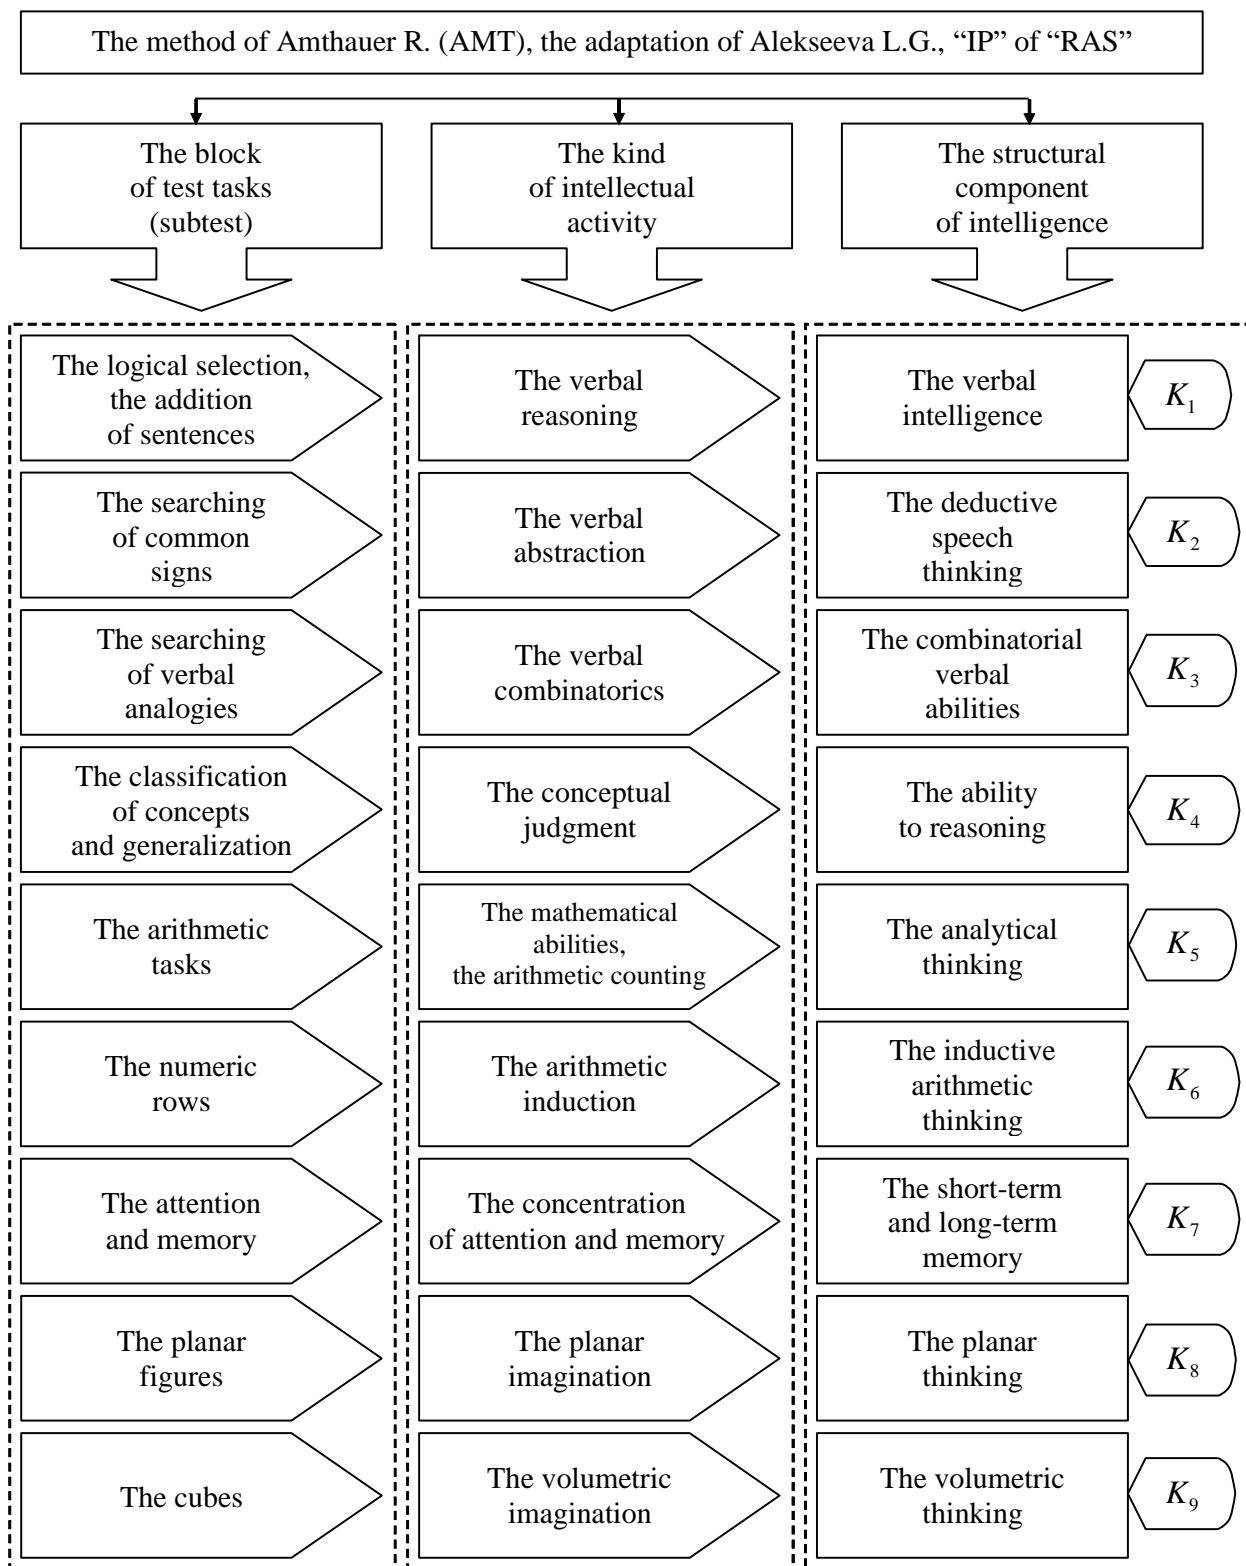 The method of Amthauer R. (AMT), the adaptation of Alekseeva L.G., “IP” of “RAS”
The block
of test tasks
(subtest)
The kind
of intellectual
activity
The structural
component
of intelligence
The logical selection,
the addition
of sentences
The verbal
reasoning
The verbal
intelligence
K1
The searching
of common
signs
The verbal
abstraction
The deductive
speech
thinking
K2
The searching
of verbal
analogies
The verbal
combinatorics
The combinatorial
verbal
abilities
K3
The classification
of concepts
and generalization
The conceptual
judgment
The ability
to reasoning
K4
The arithmetic
tasks
The mathematical
abilities,
the arithmetic counting
The analytical
thinking
K5
The numeric
rows
The arithmetic
induction
The inductive
arithmetic
thinking
K6
The attention
and memory
The concentration
of attention and memory
The short-term
and long-term
memory
K7
The planar
figures
The planar
imagination
The planar
thinking
K8
The cubes
The volumetric
imagination
The volumetric
thinking
K9